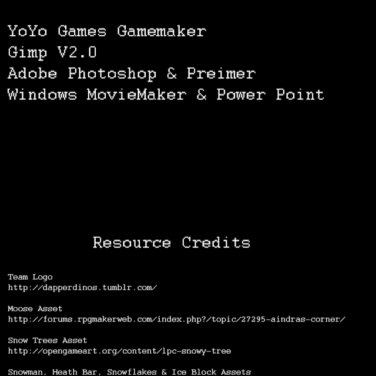 YoYo Games Gamemaker
Gimp V2.0
Adobe Photoshop & Preimer
Windows MovieMaker & Power Point
Resource Credits
Team Logo
http://dapperdinos.tumblr.com/
Moose Asset
http://forums.rpgmakerweb.com/index.php?/topic/27295-aindras-corner/
Snow Trees Asset
http://opengameart.org/content/lpc-snowy-tree
Snowman, Heath Bar, Snowflakes & Ice Block Assets